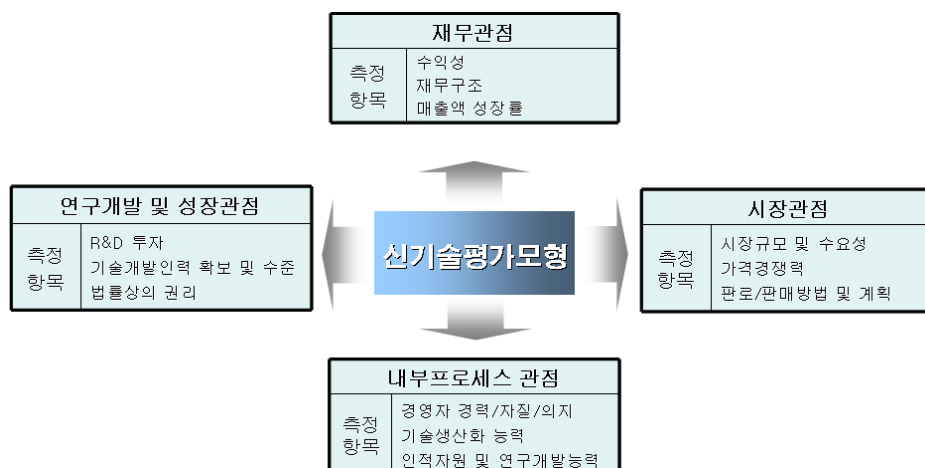 재무관점
측정
항목
수익성
재무구조
매출액 성장률
연구개발 및 성장관점
측정
항목
R&D 투자
기술개발인력 확보 및 수준
법률상의 권리
신기술평가모형
시장관점
측정
항목
시장규모 및 수요성
가격경쟁력
판로/판매방법 및 계획
내부프로세스 관점
측정
항목
경영자 경력/자질/의지
기술생산화 능력
인적자원 및 연구개발능력